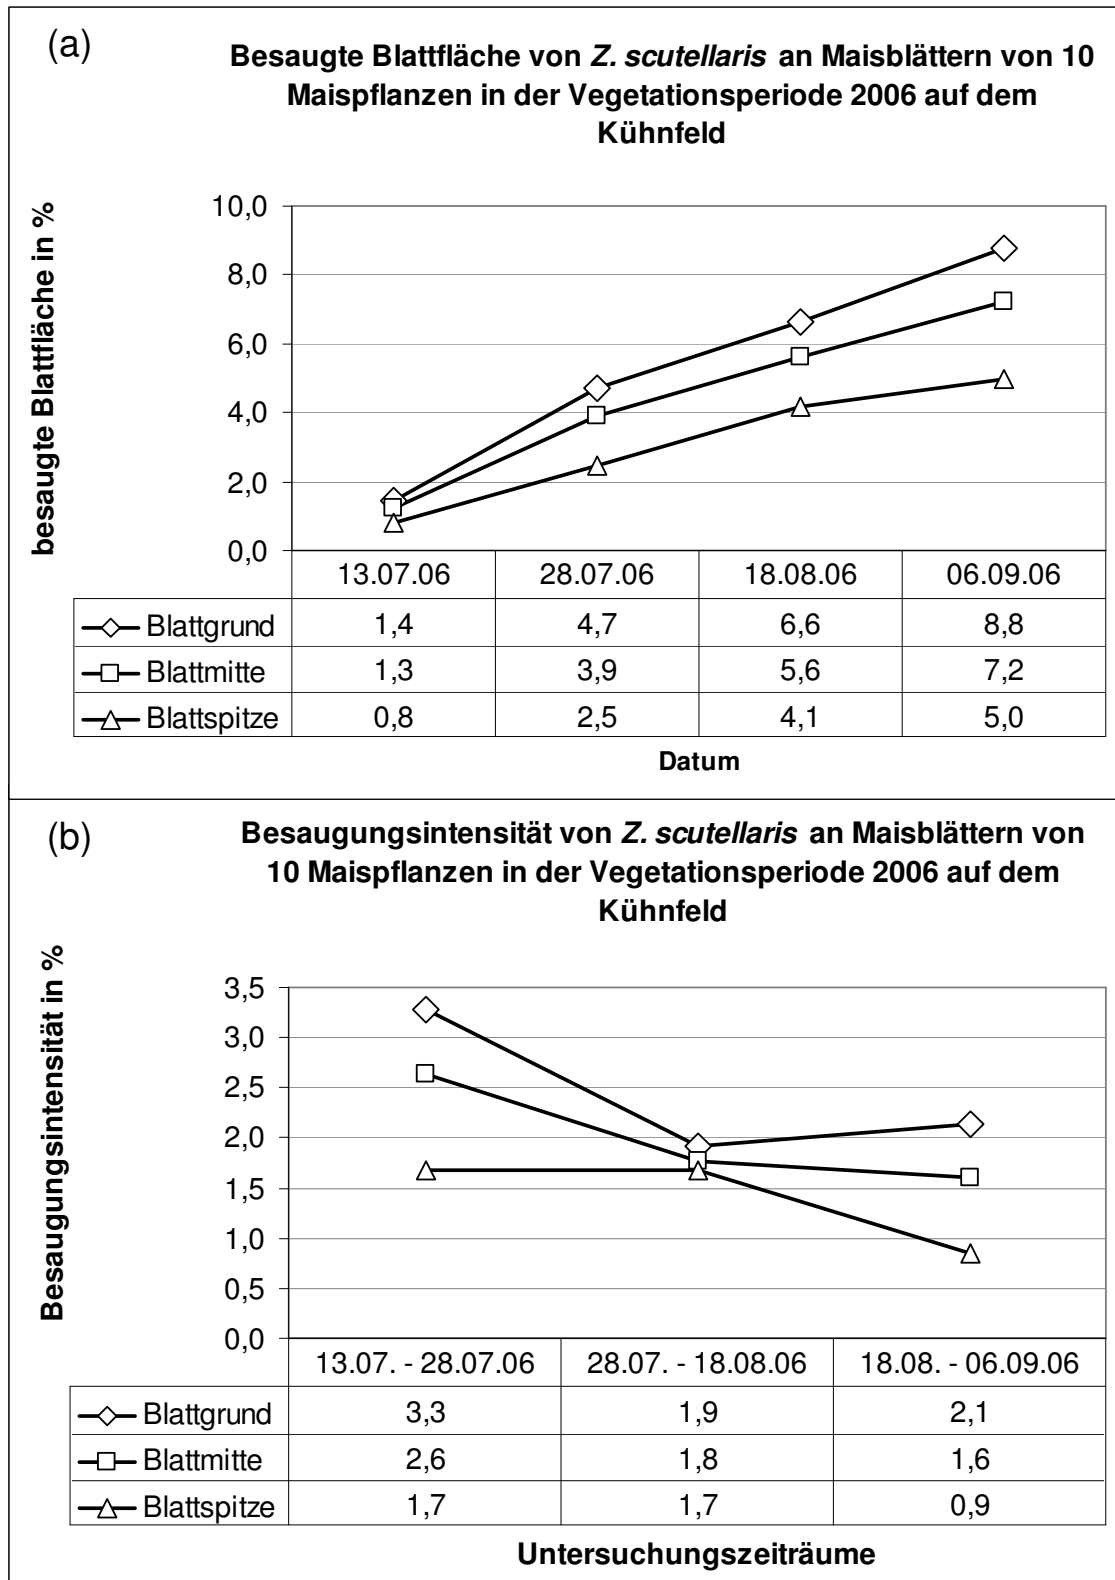 (a)
Besaugte Blattfläche von Z. scutellaris an Maisblättern von 10
Maispflanzen in der Vegetationsperiode 2006 auf dem
Kühnfeld
besaugte Blattfläche in %
10,0
8,0
6,0
4,0
2,0
0,0
13.07.06 28.07.06 18.08.06 06.09.06
Blattgrund 1,4 4,7 6,6 8,8
Blattmitte 1,3 3,9 5,6 7,2
Blattspitze 0,8 2,5 4,1 5,0
Datum
(b)
Besaugungsintensität von Z. scutellaris an Maisblättern von
10 Maispflanzen in der Vegetationsperiode 2006 auf dem
Kühnfeld
Besaugungsintensität in %
3,5
3,0
2,5
2,0
1,5
1,0
0,5
0,0
13.07. - 28.07.06 28.07. - 18.08.06 18.08. - 06.09.06
Blattgrund 3,3 1,9 2,1
Blattmitte 2,6 1,8 1,6
Blattspitze 1,7 1,7 0,9
Untersuchungszeiträume